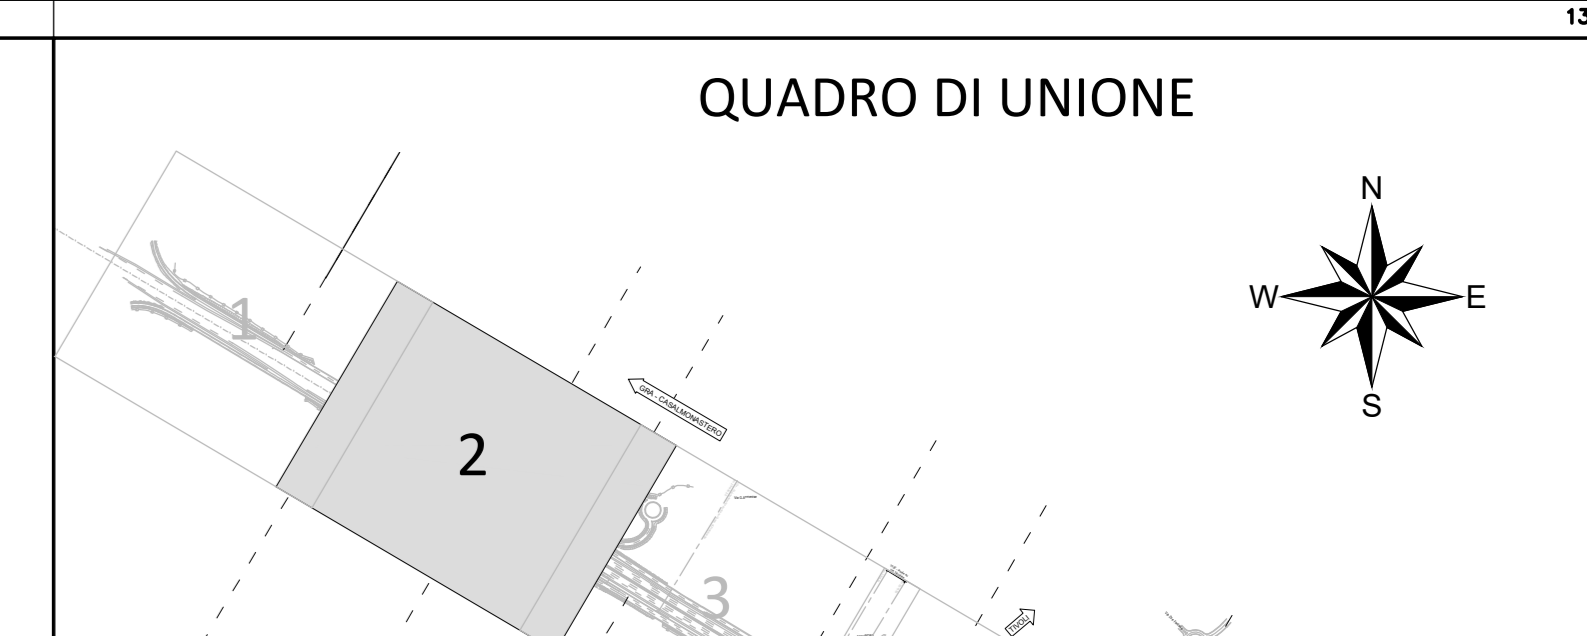 13
QUADRO DI UNIONE
N
W
E
S
1
GRA - CASALMONASTERO
2
3
TIVOLI